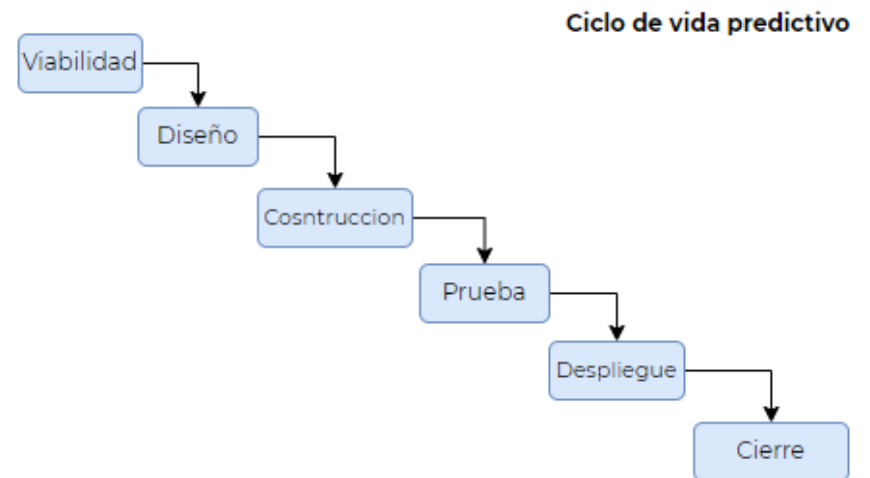 Ciclo de vida predictivo
Viabilidad
Diseño
Cosntruccion
Prueba
Despliegue
Cierre